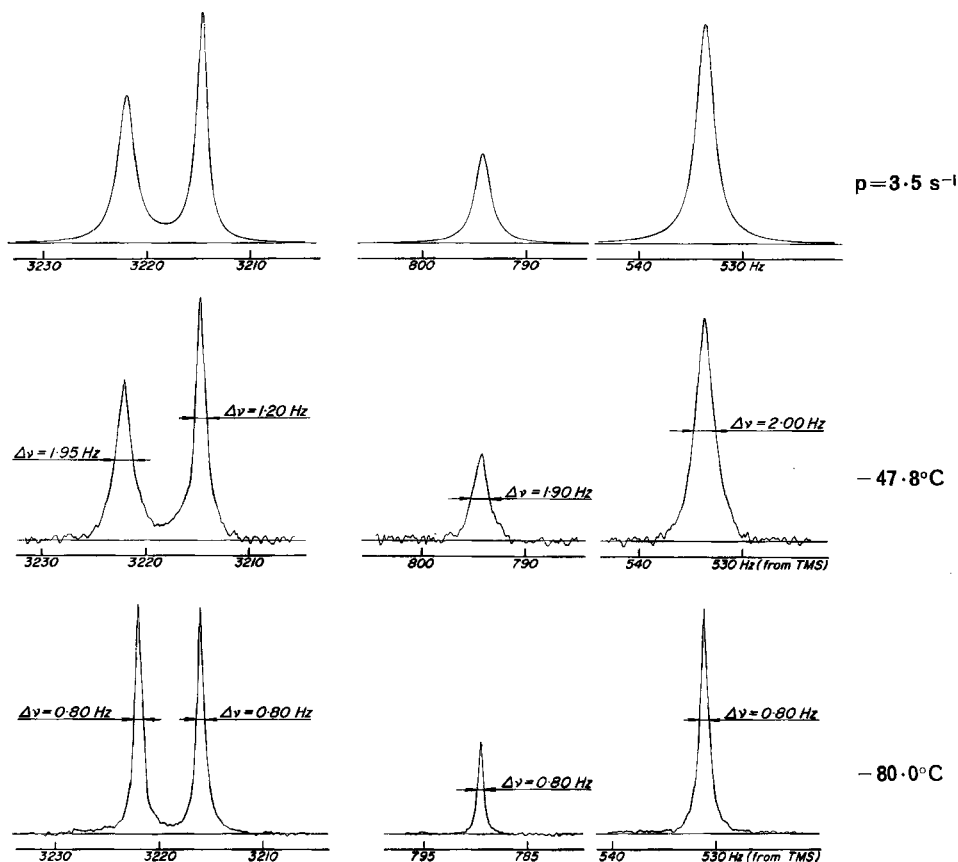 p=3·5 s⁻¹
3230 3220 3210 800 790 540 530 Hz
Δν = 1·20 Hz
Δν = 2·00 Hz
Δν = 1·95 Hz
Δν = 1·90 Hz
−47·8°C
3230 3220 3210 800 790 540 530 Hz (from TMS)
Δν = 0·80 Hz Δν = 0·80 Hz Δν = 0·80 Hz
Δν = 0·80 Hz
−80·0°C
3230 3220 3210 795 785 540 530 Hz (from TMS)